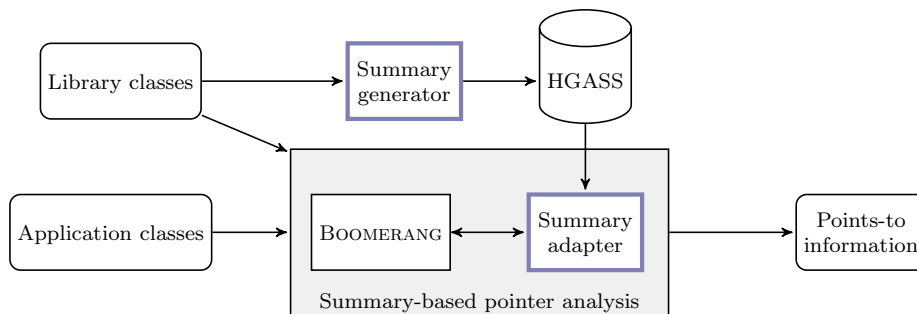 Library classes
Summary
generator
HGASS
Application classes
BOOMERANG
Summary
adapter
Points-to
information
Summary-based pointer analysis